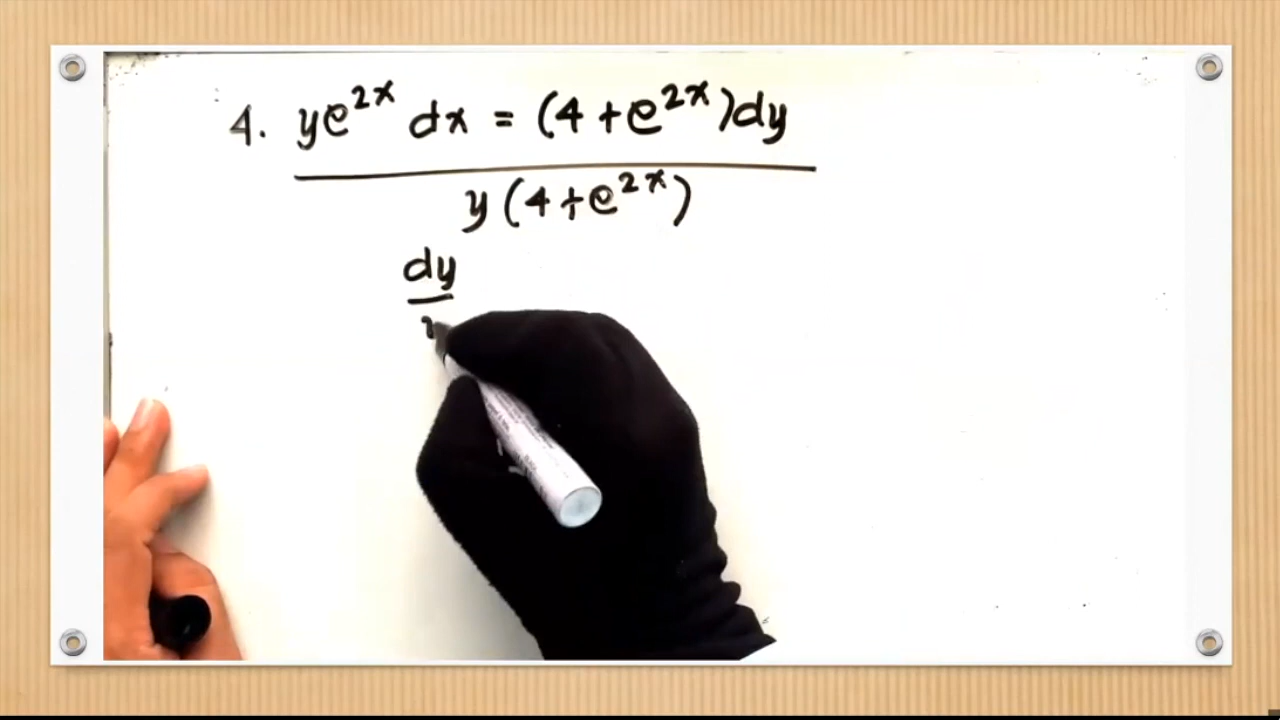 4. ye^{2x} dx = (4 + e^{2x})dy
y(4 + e^{2x})
dy